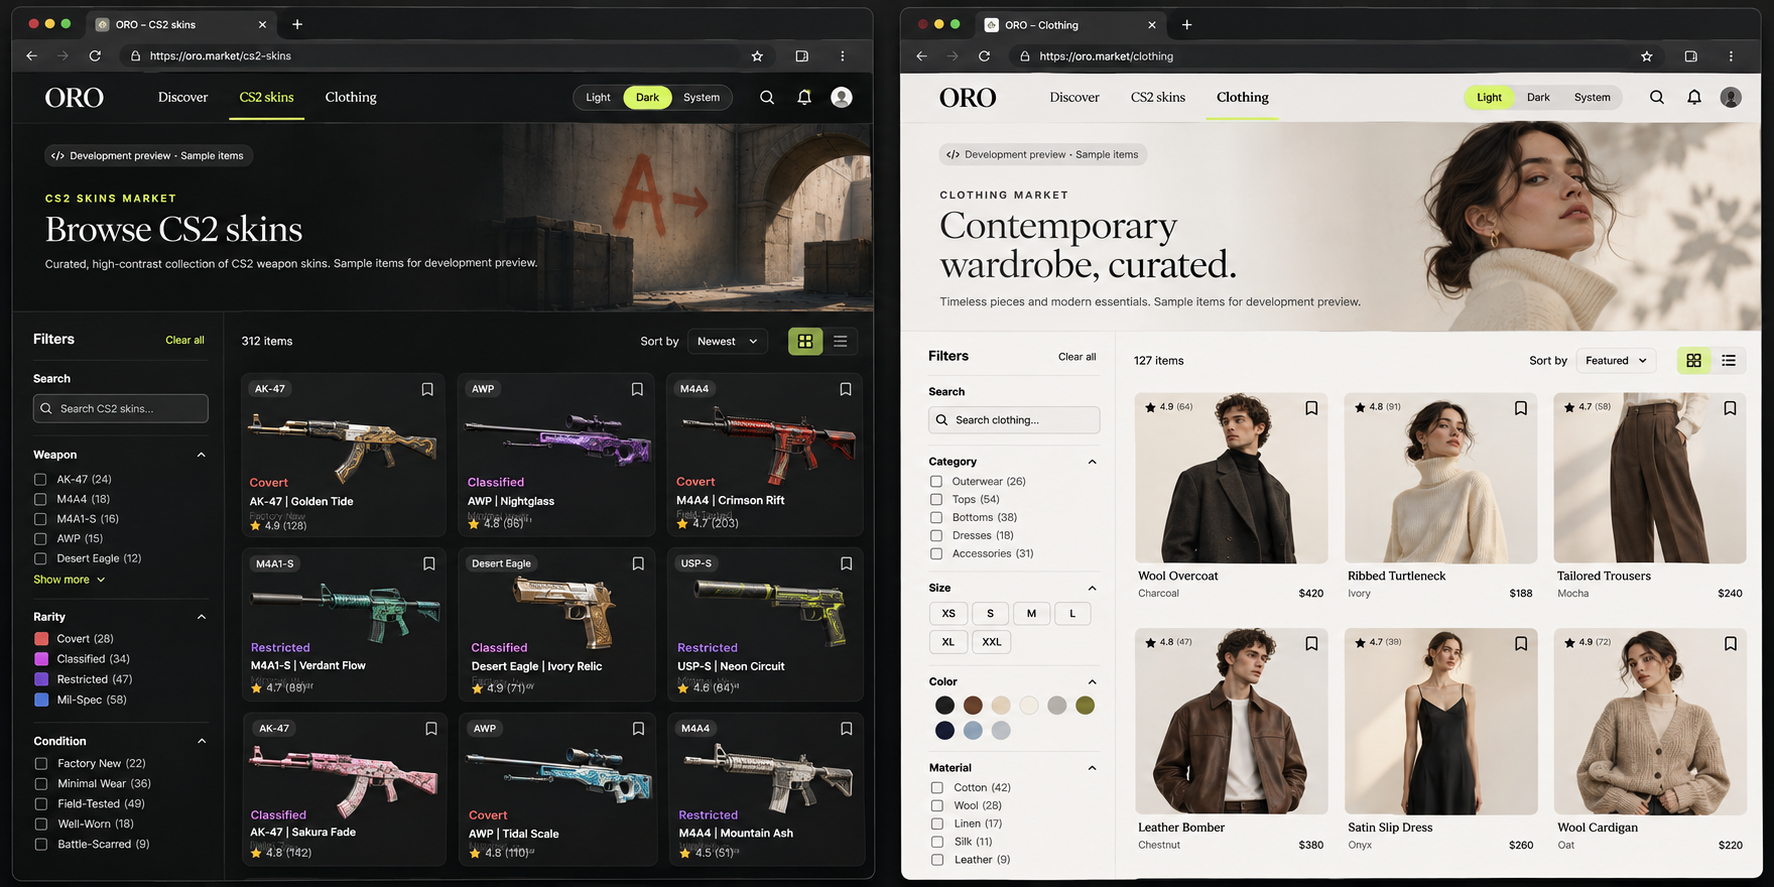 ORO – CS2 skins
https://oro.market/cs2-skins
ORO
Discover
CS2 skins
Clothing
Light
Dark
System
</> Development preview · Sample items
CS2 SKINS MARKET
Browse CS2 skins
Curated, high-contrast collection of CS2 weapon skins. Sample items for development preview.
A→
Filters
Clear all
Search
Search CS2 skins...
Weapon
AK-47 (24)
M4A4 (18)
M4A1-S (16)
AWP (15)
Desert Eagle (12)
Show more
Rarity
Covert (28)
Classified (34)
Restricted (47)
Mil-Spec (58)
Condition
Factory New (22)
Minimal Wear (36)
Field-Tested (49)
Well-Worn (18)
Battle-Scarred (9)
312 items
Sort by
Newest
AK-47
Covert
AK-47 | Golden Tide
4.9 (128)
AWP
Classified
AWP | Nightglass
4.8 (96)
M4A4
Covert
M4A4 | Crimson Rift
4.7 (203)
M4A1-S
Restricted
M4A1-S | Verdant Flow
4.7 (88)
Desert Eagle
Classified
Desert Eagle | Ivory Relic
4.9 (71)
USP-S
Restricted
USP-S | Neon Circuit
4.6 (64)
AK-47
Classified
AK-47 | Sakura Fade
4.8 (142)
AWP
Covert
AWP | Tidal Scale
4.8 (110)
M4A4
Restricted
M4A4 | Mountain Ash
4.5 (51)
ORO – Clothing
https://oro.market/clothing
ORO
Discover
CS2 skins
Clothing
Light
Dark
System
</> Development preview · Sample items
CLOTHING MARKET
Contemporary
wardrobe, curated.
Timeless pieces and modern essentials. Sample items for development preview.
Filters
Clear all
Search
Search clothing...
Category
Outerwear (26)
Tops (54)
Bottoms (38)
Dresses (18)
Accessories (31)
Size
XS
S
M
L
XL
XXL
Color
Material
Cotton (42)
Wool (28)
Linen (17)
Silk (11)
Leather (9)
127 items
Sort by
Featured
4.9 (64)
Wool Overcoat
Charcoal
$420
4.8 (91)
Ribbed Turtleneck
Ivory
$188
4.7 (58)
Tailored Trousers
Mocha
$240
4.8 (47)
Leather Bomber
Chestnut
$380
4.7 (39)
Satin Slip Dress
Onyx
$260
4.9 (72)
Wool Cardigan
Oat
$220